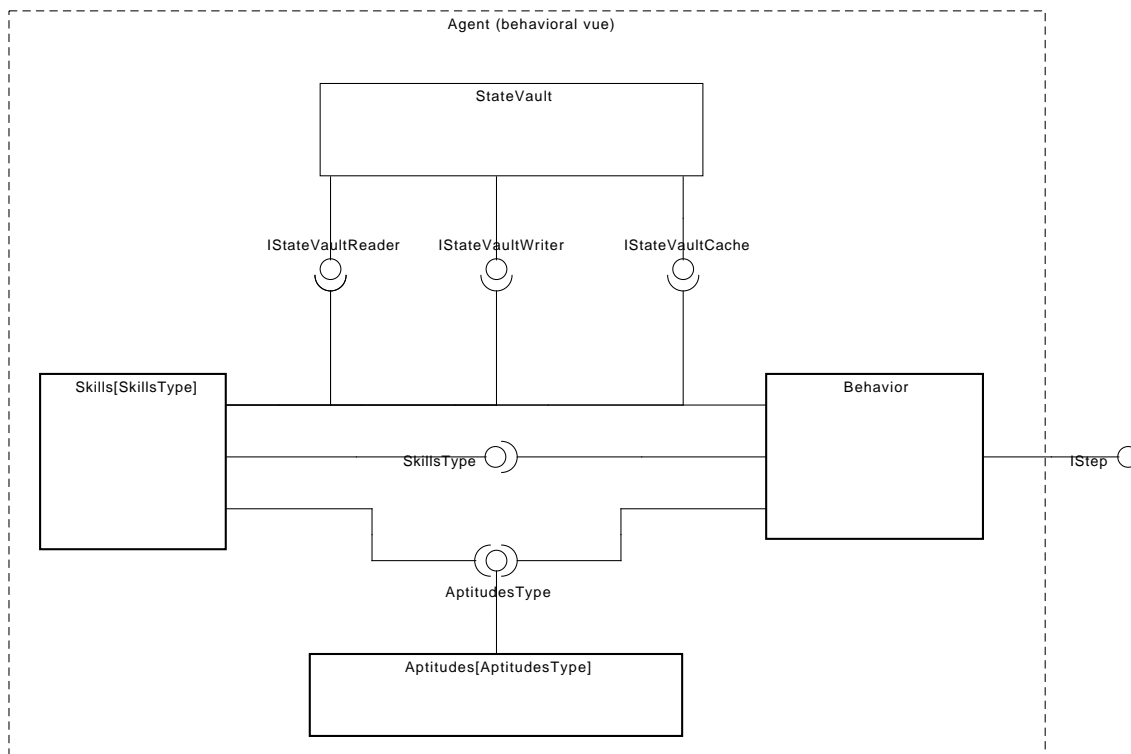 Agent (behavioral vue)
StateVault
IStateVaultReader
IStateVaultWriter
IStateVaultCache
Skills[SkillsType]
Behavior
SkillsType
IStep
AptitudesType
Aptitudes[AptitudesType]